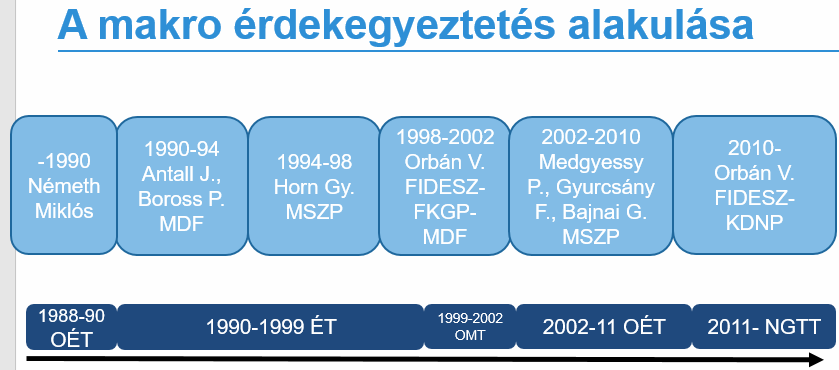 A makro érdekegyeztetés alakulása
-1990
Németh
Miklós
1990-94
Antall J.,
Boross P.
MDF
1994-98
Horn Gy.
MSZP
1998-2002
Orbán V.
FIDESZ-
FKGP-
MDF
2002-2010
Medgyessy
P., Gyurcsány
F., Bajnai G.
MSZP
2010-
Orbán V.
FIDESZ-
KDNP
1988-90
OÉT
1990-1999 ÉT
1999-2002
OMT
2002-11 OÉT
2011- NGTT